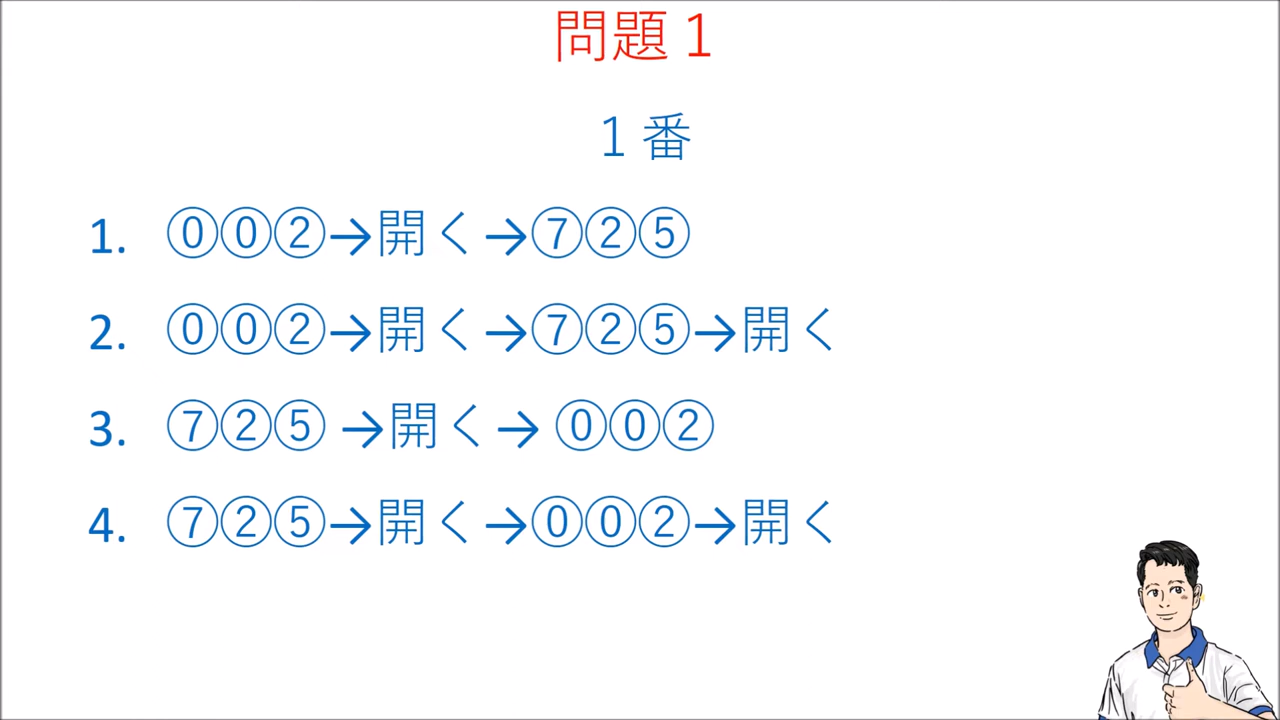 問題1
1番
1. ⓪⓪②→開く→⑦②⑤
2. ⓪⓪②→開く→⑦②⑤→開く
3. ⑦②⑤ →開く→ ⓪⓪②
4. ⑦②⑤→開く→⓪⓪②→開く